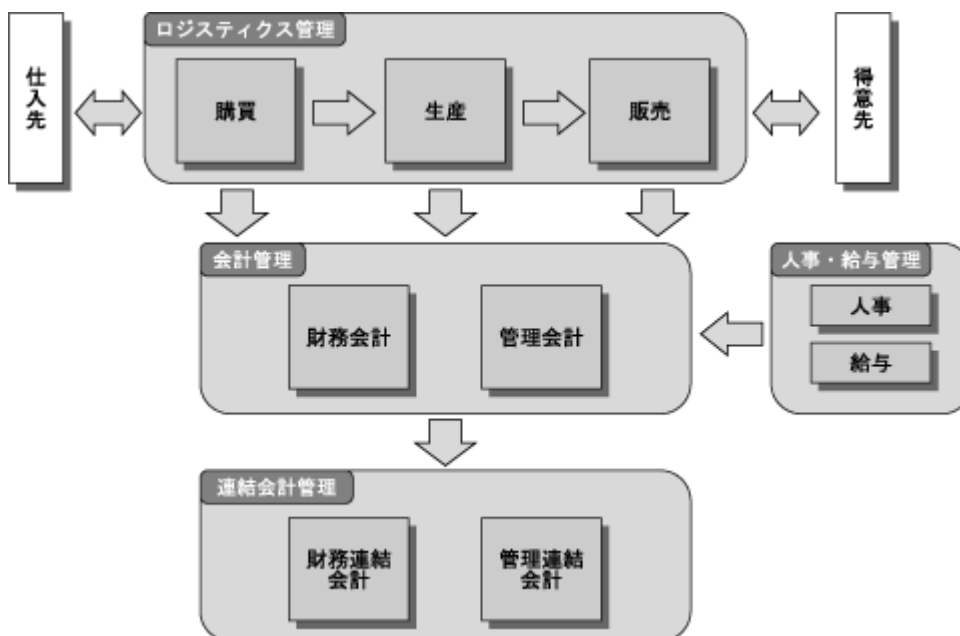 ロジスティクス管理
仕入先
購買
生産
販売
得意先
会計管理
財務会計
管理会計
人事・給与管理
人事
給与
連結会計管理
財務連結
会計
管理連結
会計